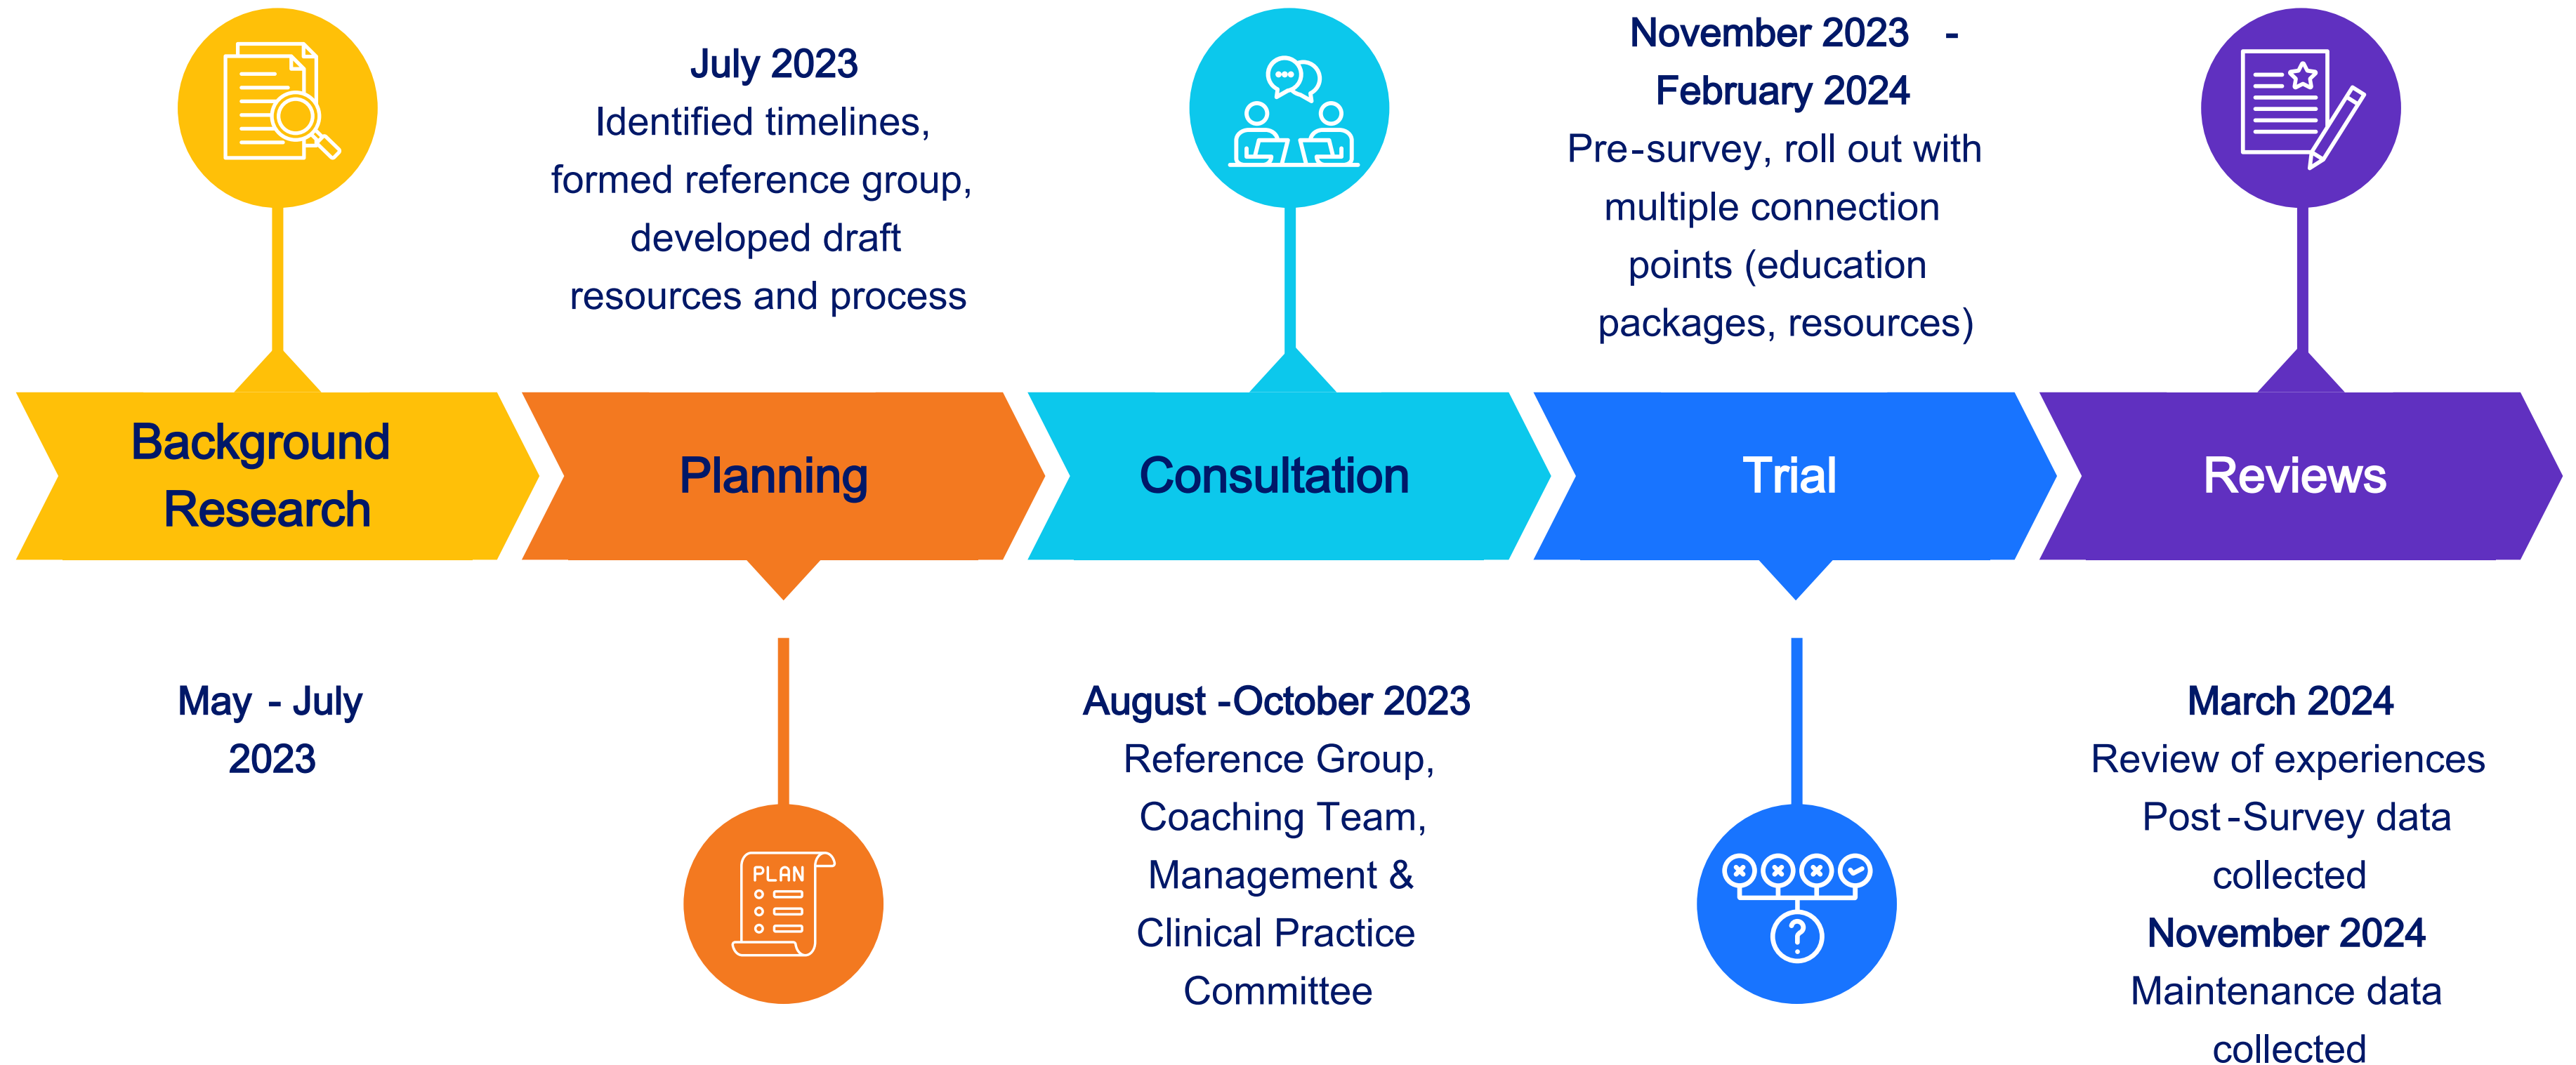 Background
Research
May - July
2023
July 2023
Identified timelines,
formed reference group,
developed draft
resources and process
Planning
PLAN
Consultation
August -October 2023
Reference Group,
Coaching Team,
Management &
Clinical Practice
Committee
November 2023 -
February 2024
Pre-survey, roll out with
multiple connection
points (education
packages, resources)
Trial
?
Reviews
March 2024
Review of experiences
Post-Survey data
collected
November 2024
Maintenance data
collected